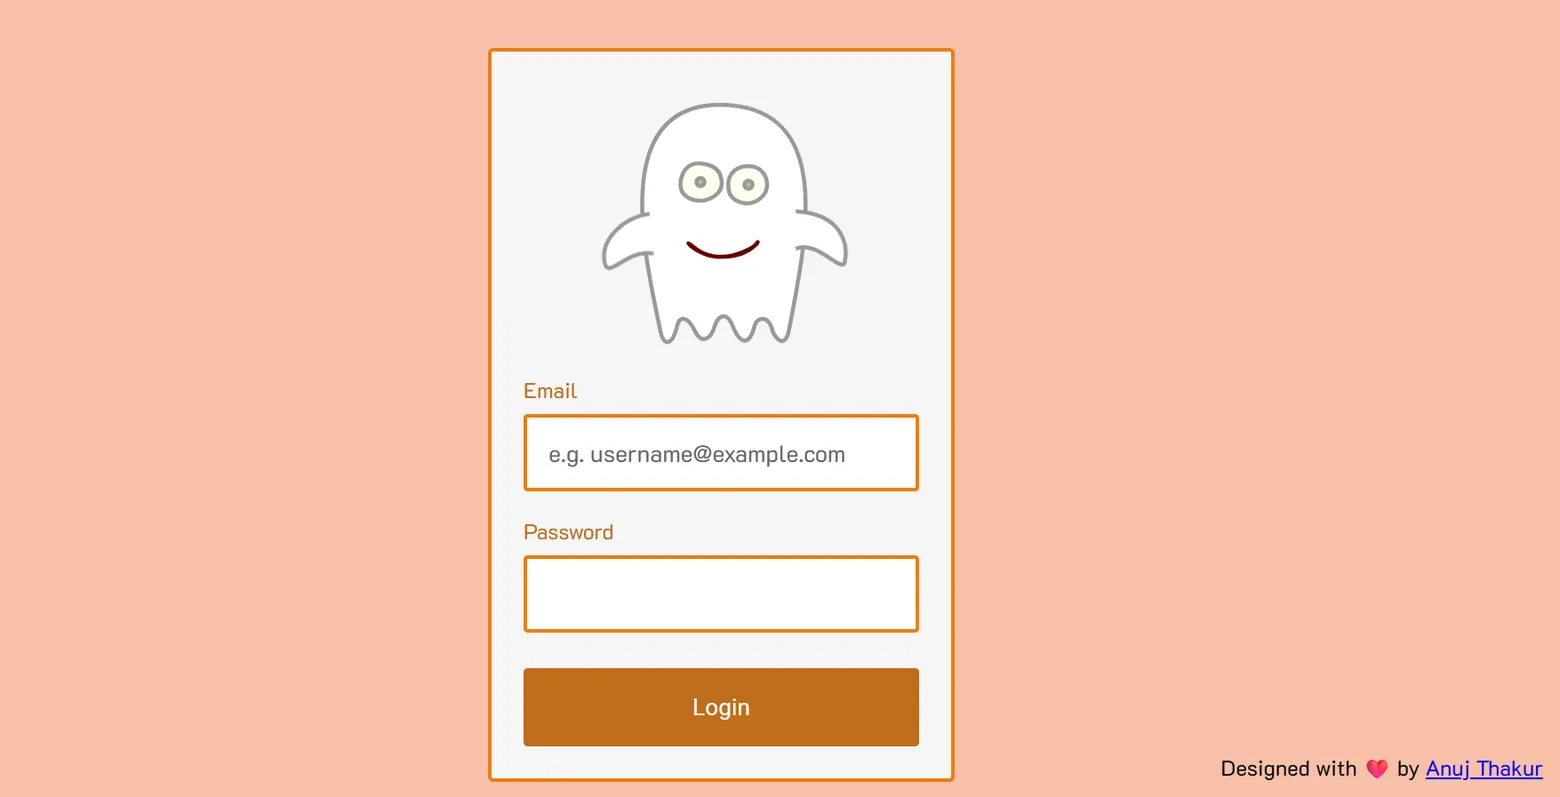 Email
e.g. username@example.com
Password
Login
Designed with ❤️ by Anuj Thakur